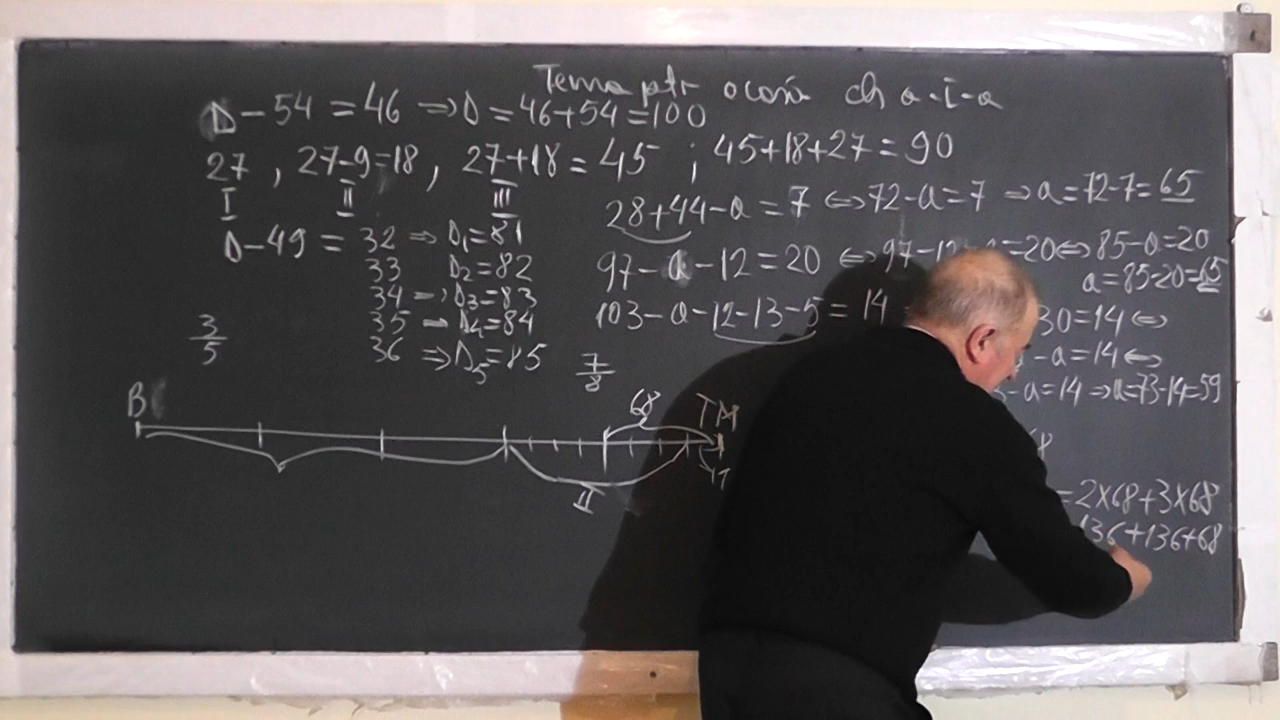 Tema ptr acasă
D-54=46 ⇒D=46+54=100
27, 27-9=18, 27+18=45 ; 45+18+27=90
I II III
28+44-a=7 ⇔72-a=7 ⇒a=72-7=65
D-49=32 ⇒D1=81
33 D2=82
34 ⇒D3=83
35 ⇒D4=84
36 ⇒D5=85
97-a-12=20 ⇔97-12 =20⇔85-a=20
a=85-20=65
103-a-12-13-5=14
30=14⇔
-a=14⇔
-a=14⇒a=73-14=59
3/5
7/8
B
68
TM
II
=2×68+3×68
136+136+68